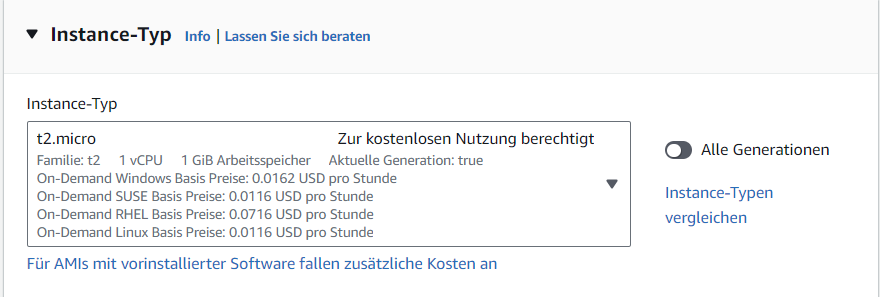 Instance-Typ Info | Lassen Sie sich beraten
Instance-Typ
t2.micro Zur kostenlosen Nutzung berechtigt
Familie: t2 1 vCPU 1 GiB Arbeitsspeicher Aktuelle Generation: true
On-Demand Windows Basis Preise: 0.0162 USD pro Stunde
On-Demand SUSE Basis Preise: 0.0116 USD pro Stunde
On-Demand RHEL Basis Preise: 0.0716 USD pro Stunde
On-Demand Linux Basis Preise: 0.0116 USD pro Stunde
Alle Generationen
Instance-Typen
vergleichen
Für AMIs mit vorinstallierter Software fallen zusätzliche Kosten an